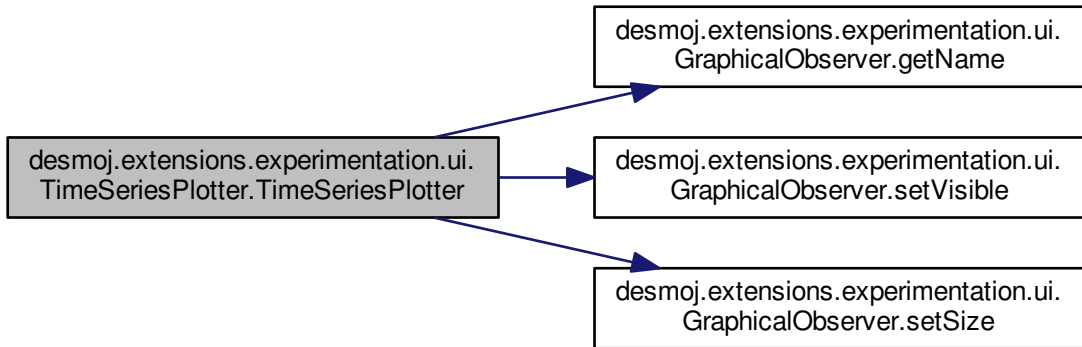 desmoj.extensions.experimentation.ui.
GraphicalObserver.getName
desmoj.extensions.experimentation.ui.
TimeSeriesPlotter.TimeSeriesPlotter
desmoj.extensions.experimentation.ui.
GraphicalObserver.setVisible
desmoj.extensions.experimentation.ui.
GraphicalObserver.setSize